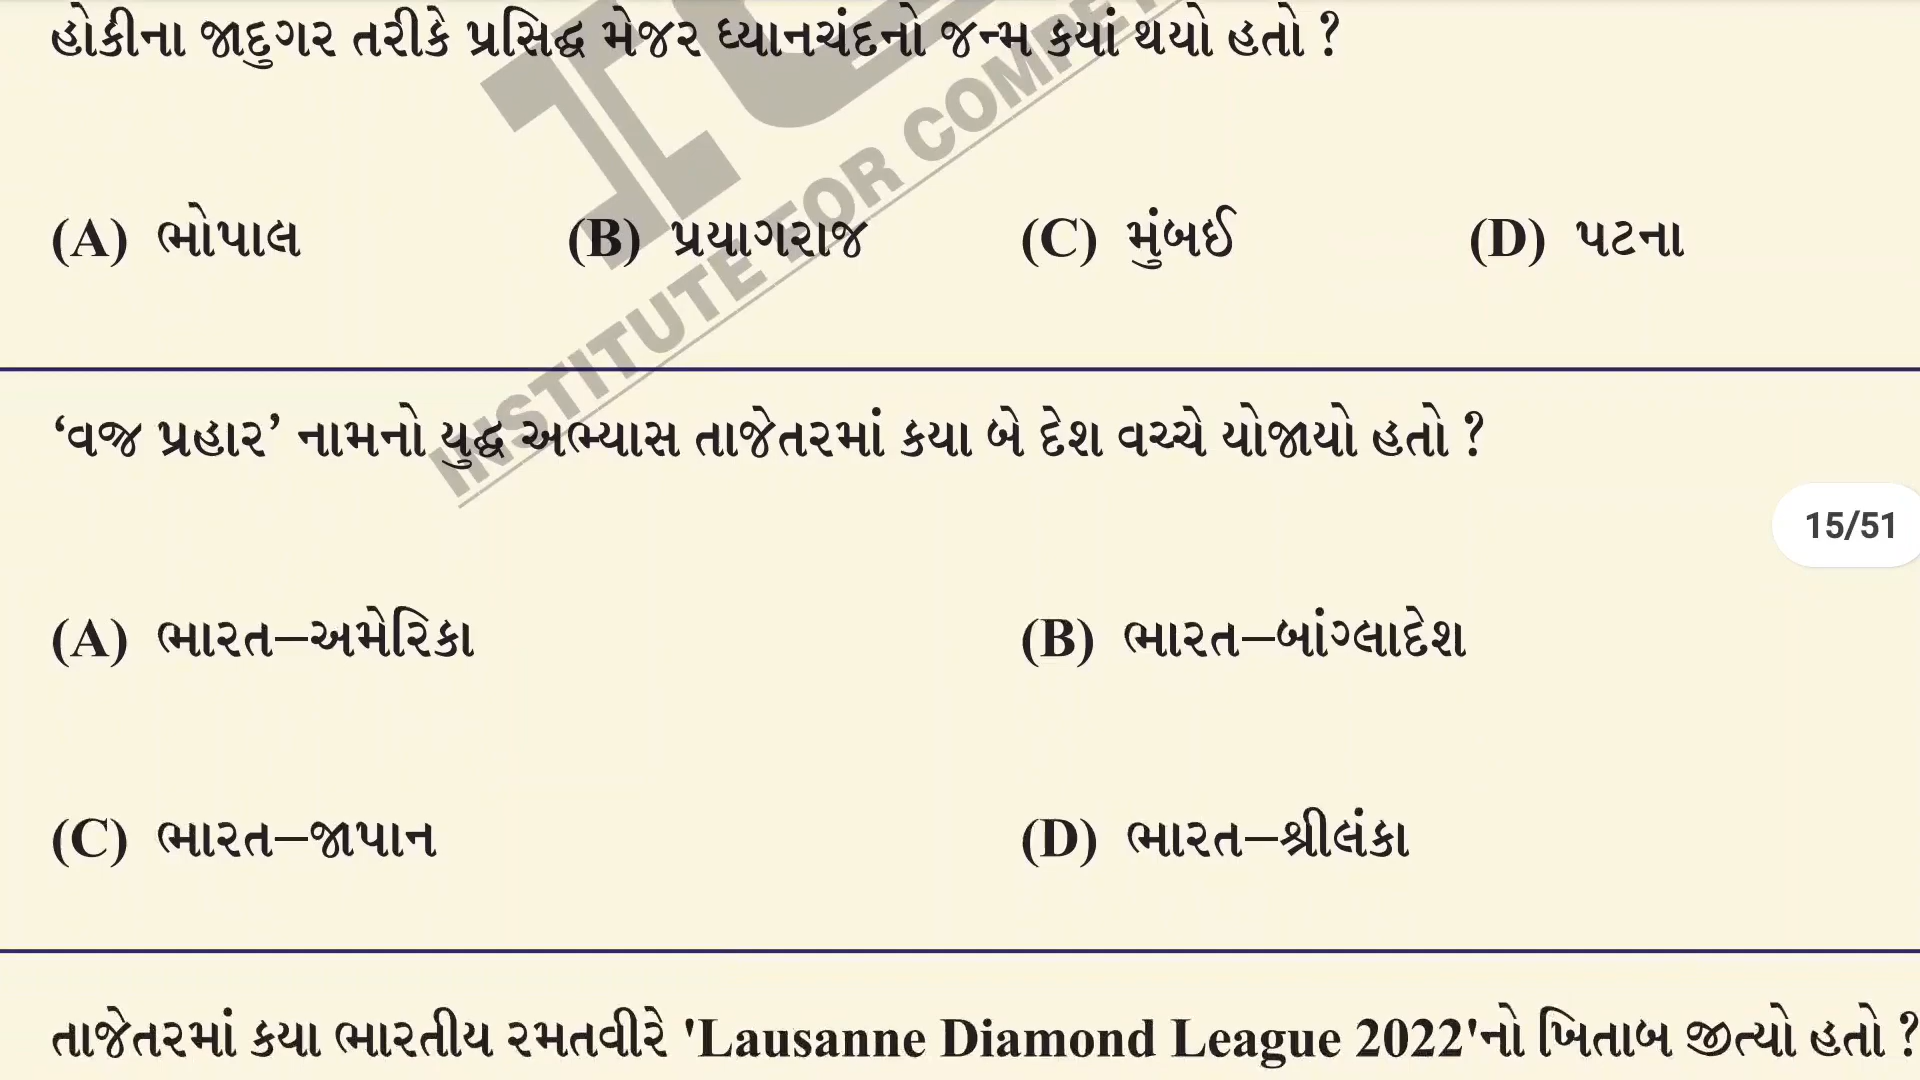 હોકીના જાદુગર તરીકે પ્રસિદ્ધ મેજર ધ્યાનચંદનો જન્મ કયાં થયો હતો ?
(A) ભોપાલ (B) પ્રયાગરાજ (C) મુંબઈ (D) પટના
INSTITUTE FOR
‘વજ્ર પ્રહાર’ નામનો યુદ્ધ અભ્યાસ તાજેતરમાં કયા બે દેશ વચ્ચે યોજાયો હતો ?
15/51
(A) ભારત–અમેરિકા (B) ભારત–બાંગ્લાદેશ
(C) ભારત–જાપાન (D) ભારત–શ્રીલંકા
તાજેતરમાં કયા ભારતીય રમતવીરે 'Lausanne Diamond League 2022'નો ખિતાબ જીત્યો હતો ?